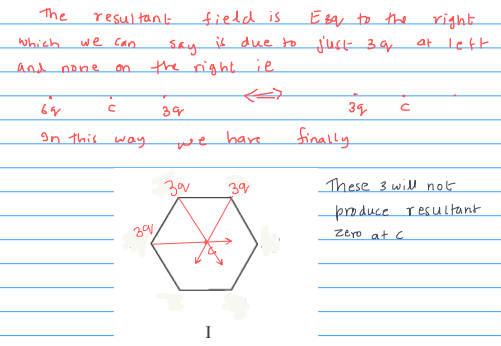 The resultant field is E3q to the right
which we can say is due to just 3q at left
and none on the right ie
6q c 3q ⟺ 3q c
In this way we have finally
3q 3q
These 3 will not
produce resultant
3q
zero at c
c
I